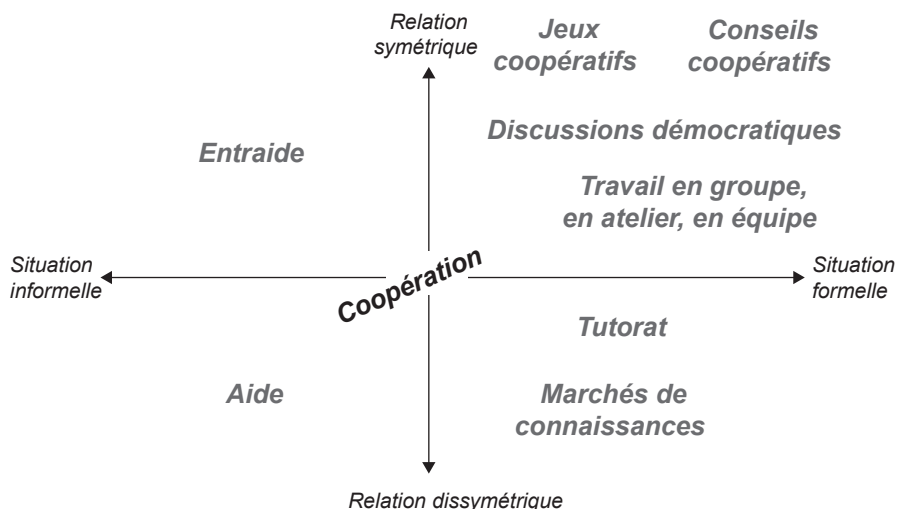 Relation
symétrique
Jeux
coopératifs
Conseils
coopératifs
Discussions démocratiques
Entraide
Travail en groupe,
en atelier, en équipe
Situation
informelle
Coopération
Situation
formelle
Tutorat
Aide
Marchés de
connaissances
Relation dissymétrique